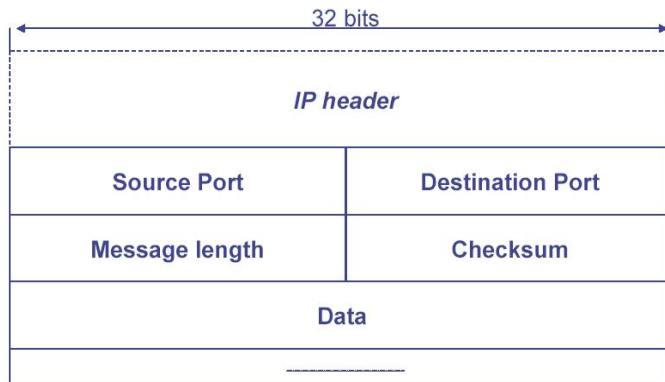 32 bits
IP header
Source Port Destination Port
Message length Checksum
Data